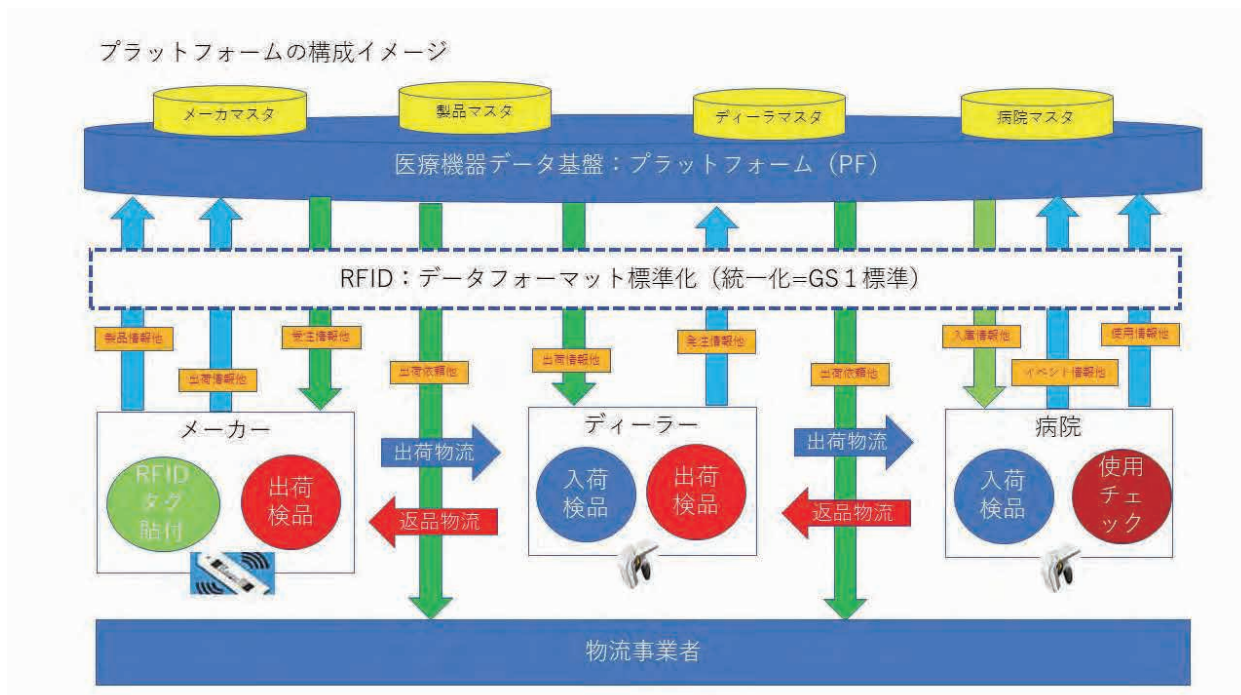 プラットフォームの構成イメージ
メーカマスタ
製品マスタ
ディーラマスタ
病院マスタ
医療機器データ基盤：プラットフォーム（PF）
RFID：データフォーマット標準化（統一化=GS１標準）
製品情報他
出荷情報他
受注情報他
出荷依頼他
出荷情報他
発注情報他
出荷依頼他
入庫情報他
イベント情報他
使用情報他
メーカー
RFID
タグ
貼付
出荷
検品
出荷物流
返品物流
ディーラー
入荷
検品
出荷
検品
出荷物流
返品物流
病院
入荷
検品
使用
チェ
ック
物流事業者